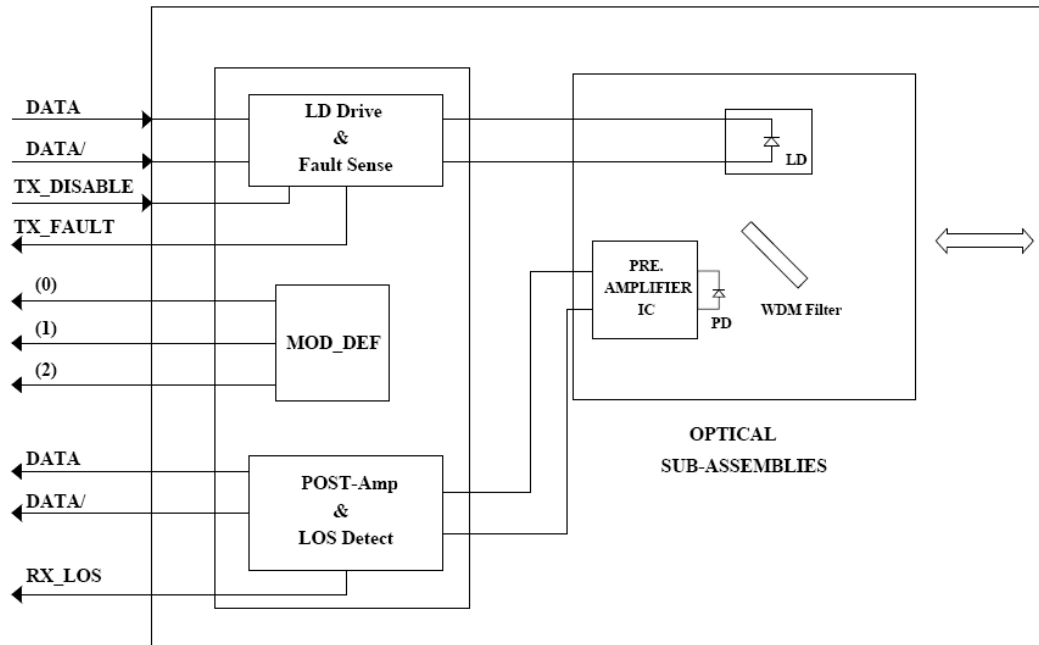 DATA
DATA/
TX_DISABLE
TX_FAULT
(0)
(1)
(2)
DATA
DATA/
RX_LOS
LD Drive
&
Fault Sense
MOD_DEF
POST-Amp
&
LOS Detect
LD
PRE.
AMPLIFIER
IC
PD
WDM Filter
OPTICAL
SUB-ASSEMBLIES